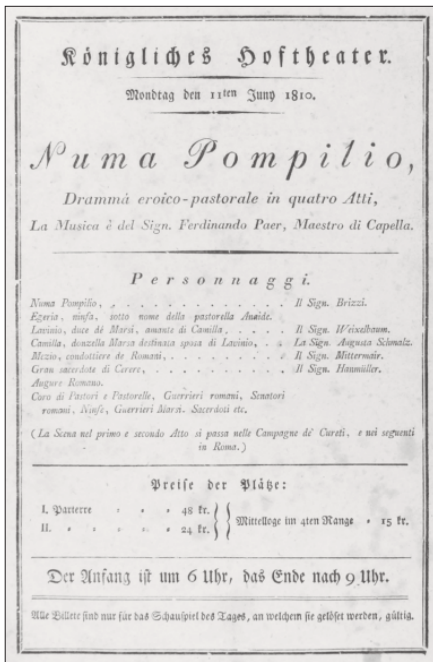 Königliches Hoftheater.
Mondtag den 11ten Juny 1810.
Numa Pompilio,
Drammá eroico-pastorale in quatro Atti,
La Musica è del Sign. Ferdinando Paer, Maestro di Capella.
Personnaggi.
Numa Pompilio, . . . . . . . . . . . . Il Sign. Brizzi.
Egeria, ninfa, sotto nome della pastorella Anaide.
Lavinio, duce dé Marsi, amante di Camilla, . . . . Il Sign. Weixelbaum.
Camilla, donzella Marsa destinata sposa di Lavinio, . . La Sign. Augusta Schmalz.
Mezio, condottiere de Romani, . . . . . . . Il Sign. Mittermair.
Gran sacerdote di Cerere, . . . . . . . . Il Sign. Hanmüller.
Augure Romano.
Coro di Pastori e Pastorelle, Guerrieri romani, Senatori
romani, Ninfe, Guerrieri Marsi. Sacerdoti etc.
(La Scena nel primo e secondo Atto si passa nelle Campagne dé Cureti, e nei seguenti
in Roma.)
Preise der Plätze:
I. Parterre " " " 48 kr. } { Mittelloge im 4ten Range " 15 kr.
II. " " " " 24 kr.
Der Anfang ist um 6 Uhr, das Ende nach 9 Uhr.
Alle Billete sind nur für das Schauspiel des Tages, an welchem sie gelöset werden, gültig.